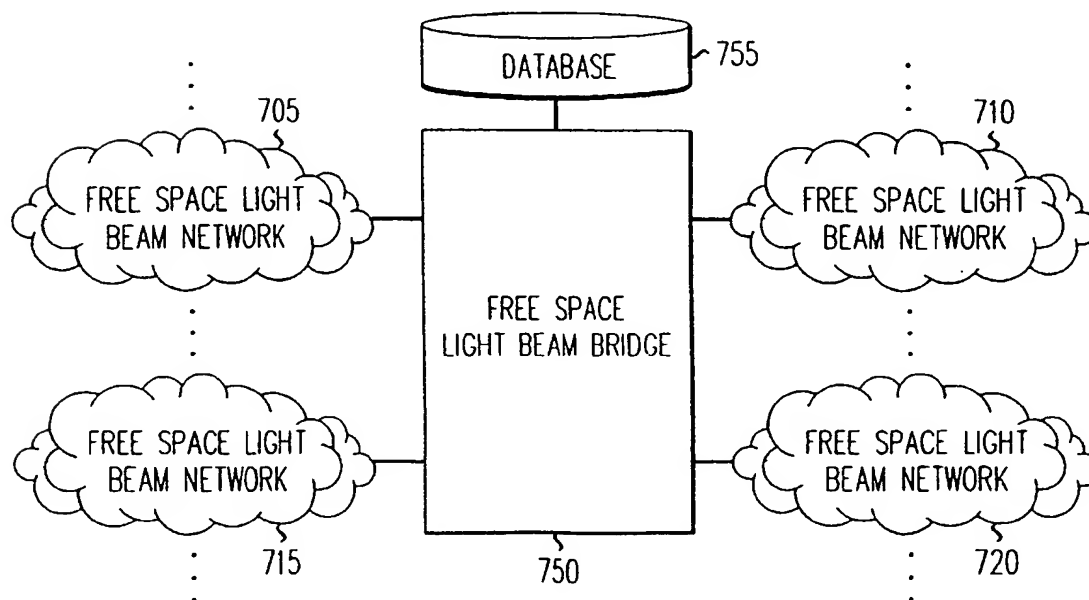 DATABASE
755
705
710
FREE SPACE LIGHT
BEAM NETWORK
FREE SPACE LIGHT
BEAM NETWORK
FREE SPACE
LIGHT BEAM BRIDGE
FREE SPACE LIGHT
BEAM NETWORK
FREE SPACE LIGHT
BEAM NETWORK
715
750
720